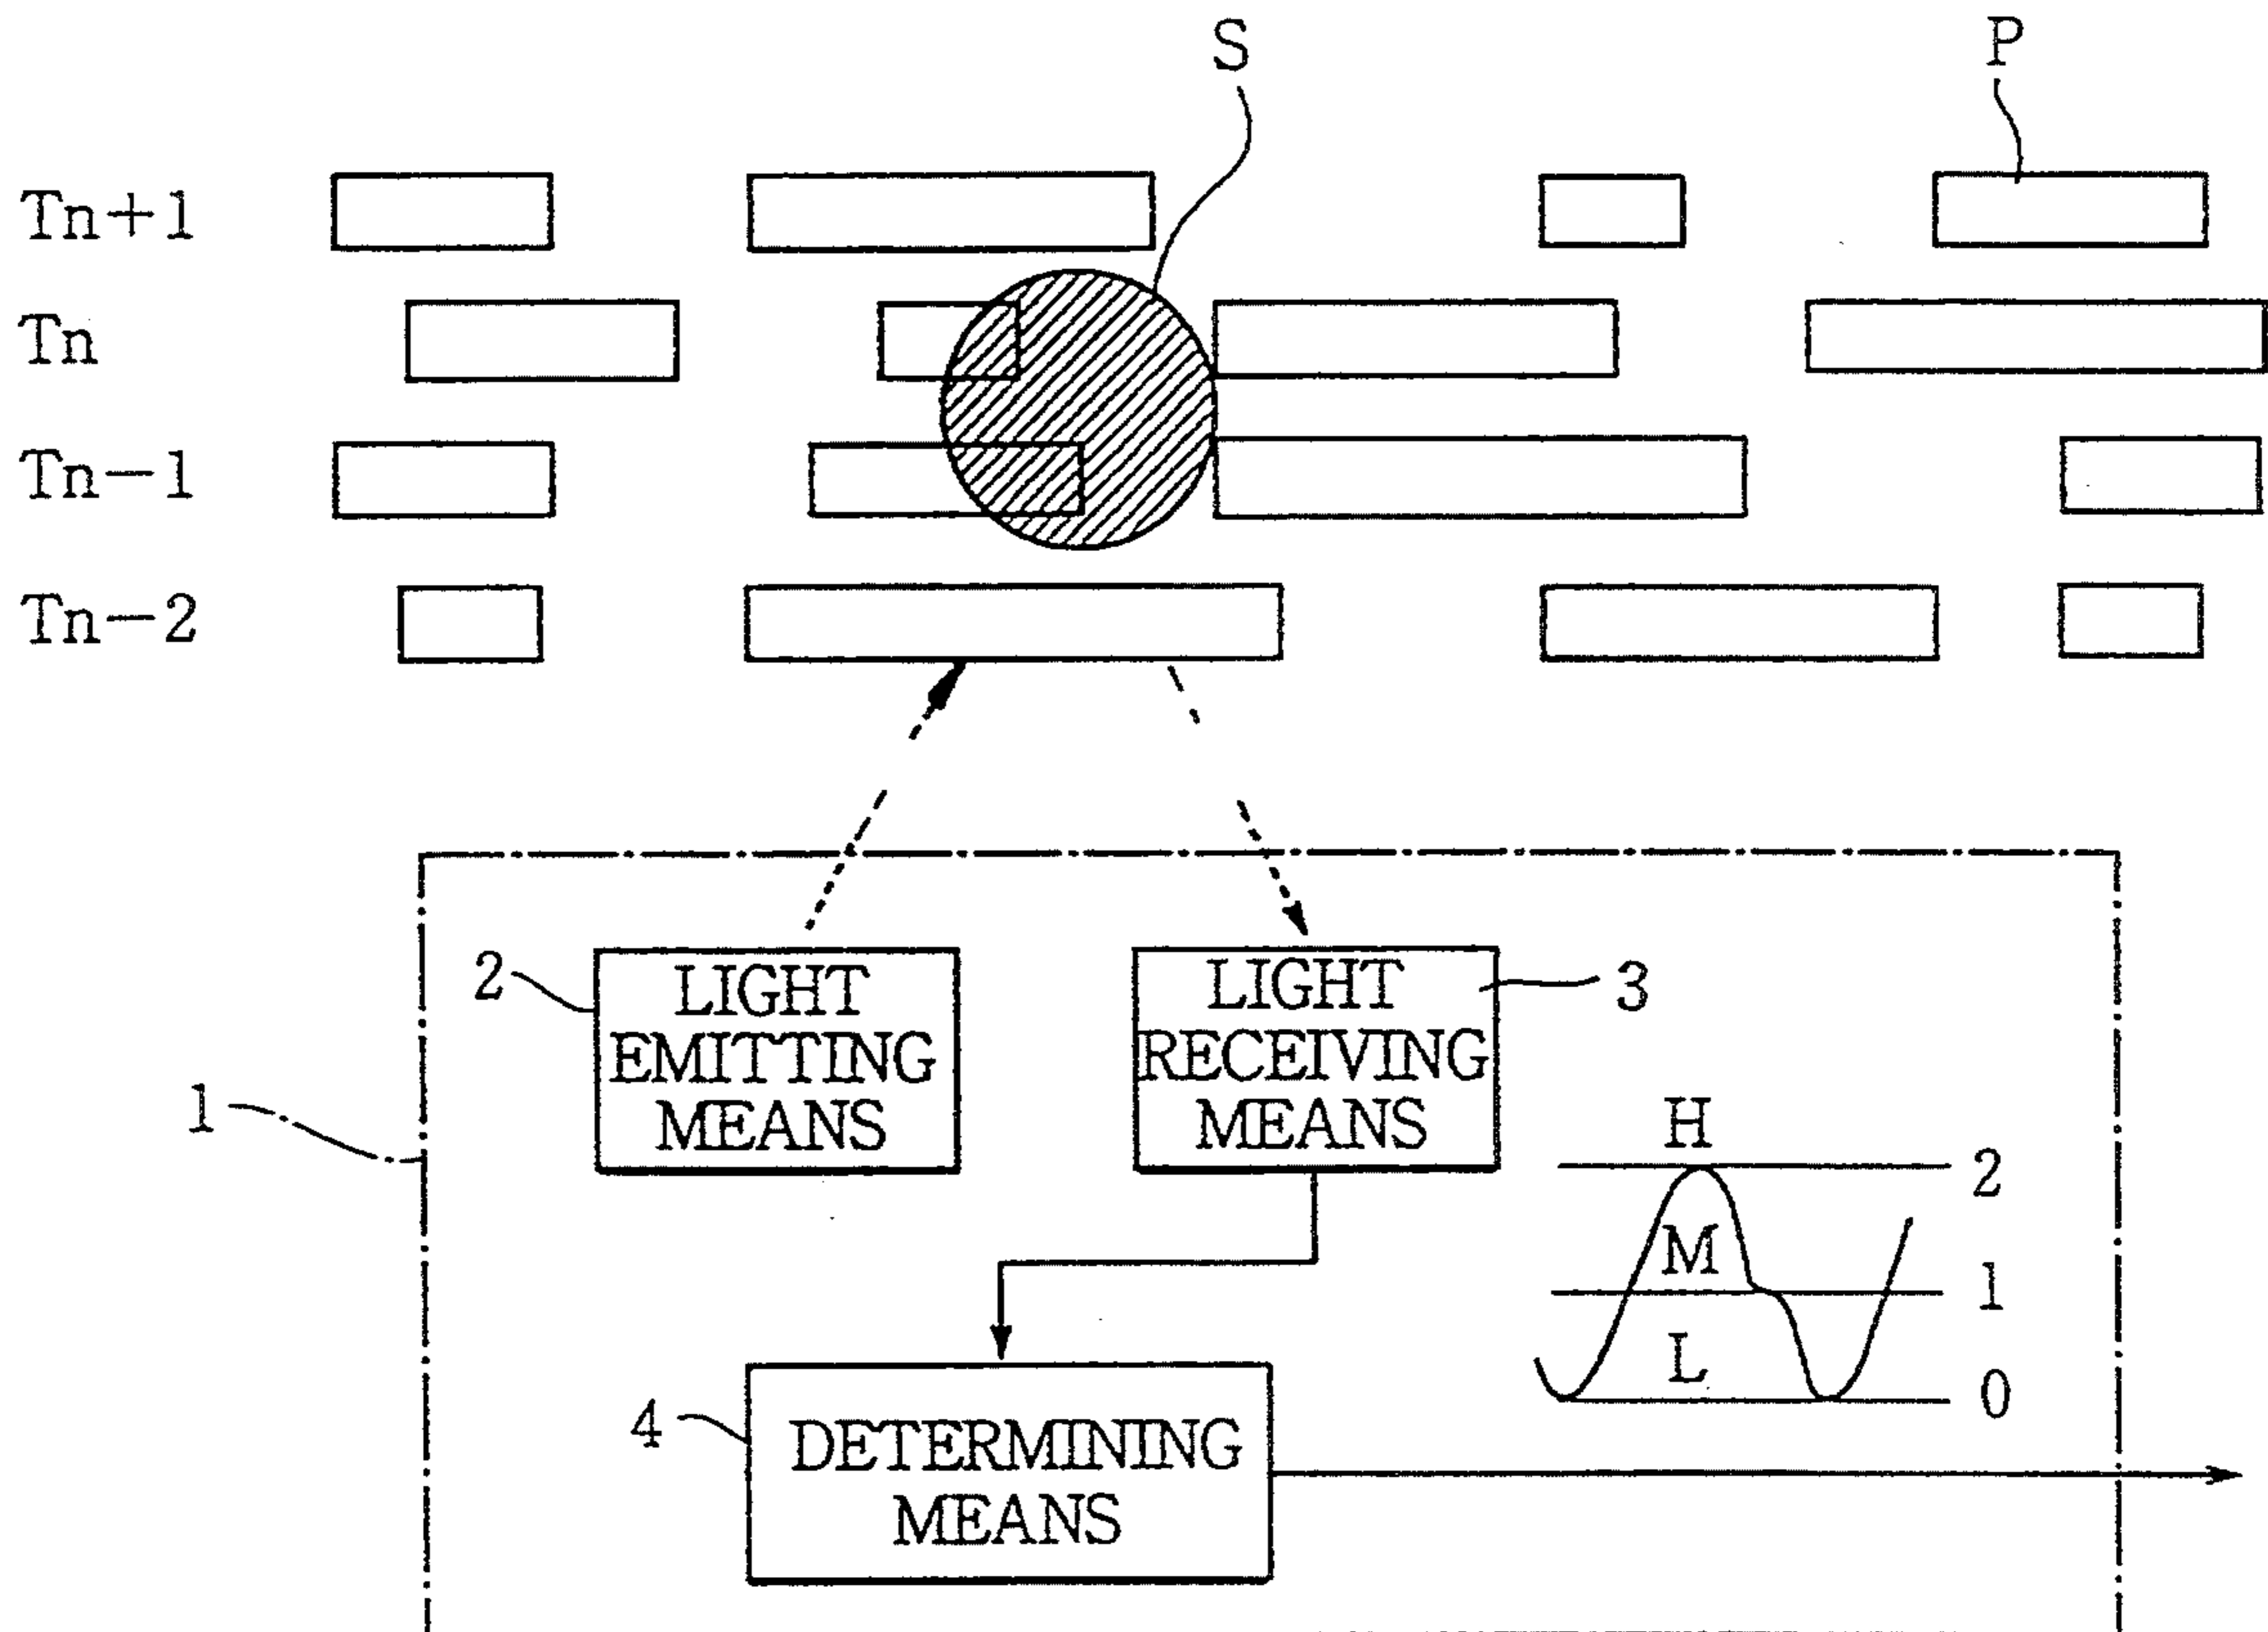 S
P
Tn+1
Tn
Tn-1
Tn-2
2
LIGHT
EMITTING
MEANS
LIGHT
RECEIVING
MEANS
3
1
H
2
M
1
L
0
4
DETERMINING
MEANS